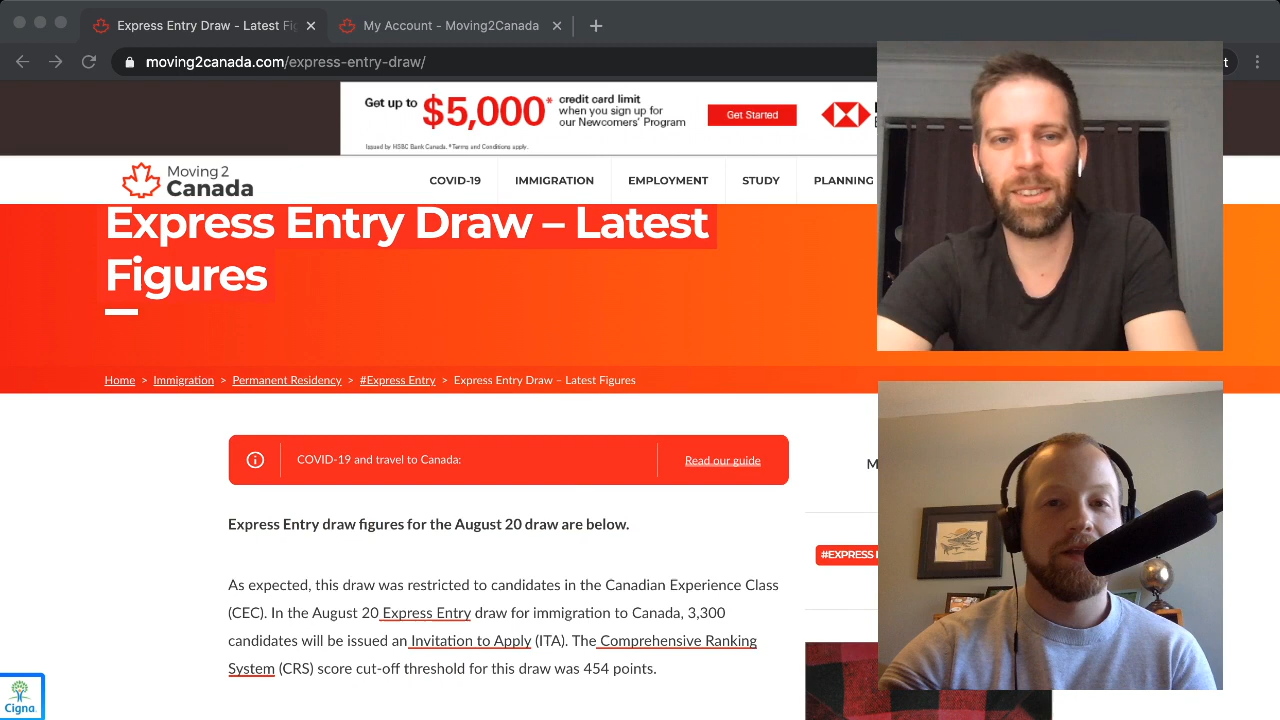 Express Entry Draw - Latest Fi
My Account - Moving2Canada
moving2canada.com/express-entry-draw/
Get up to $5,000* credit card limit
when you sign up for
our Newcomers' Program
Get Started
Issued by HSBC Bank Canada. *Terms and Conditions apply.
Moving 2
Canada
COVID-19 IMMIGRATION EMPLOYMENT STUDY PLANNING
Express Entry Draw – Latest
Figures
Home > Immigration > Permanent Residency > #Express Entry > Express Entry Draw – Latest Figures
COVID-19 and travel to Canada:
Read our guide
Express Entry draw figures for the August 20 draw are below.
#EXPRESS
As expected, this draw was restricted to candidates in the Canadian Experience Class
(CEC). In the August 20 Express Entry draw for immigration to Canada, 3,300
candidates will be issued an Invitation to Apply (ITA). The Comprehensive Ranking
System (CRS) score cut-off threshold for this draw was 454 points.
Cigna.